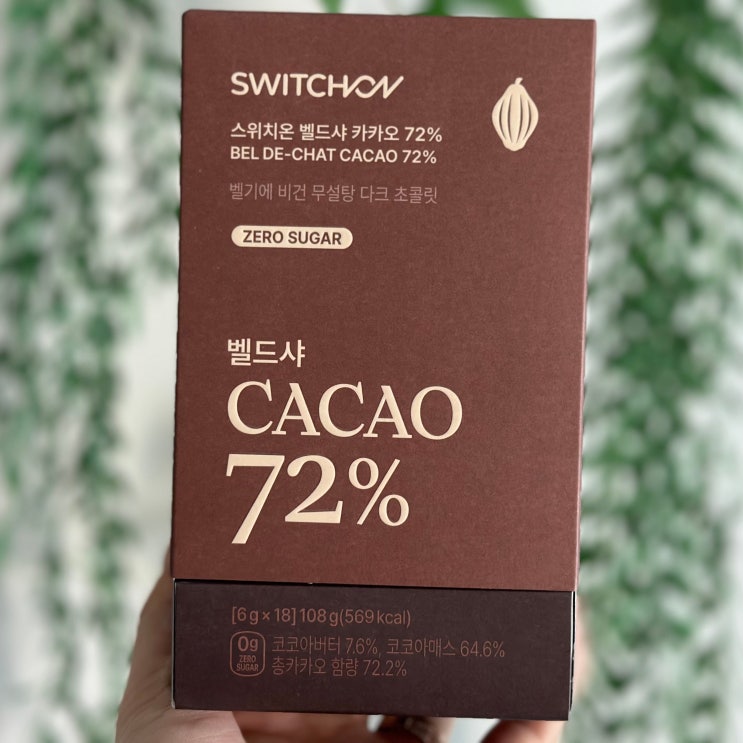 SWITCHON
스위치온 벨드샤 카카오 72%
BEL DE-CHAT CACAO 72%
벨기에 비건 무설탕 다크 초콜릿
ZERO SUGAR
벨드샤
CACAO
72%
[6 g × 18] 108 g (569 kcal)
0g
ZERO
SUGAR
코코아버터 7.6%, 코코아매스 64.6%
총카카오 함량 72.2%